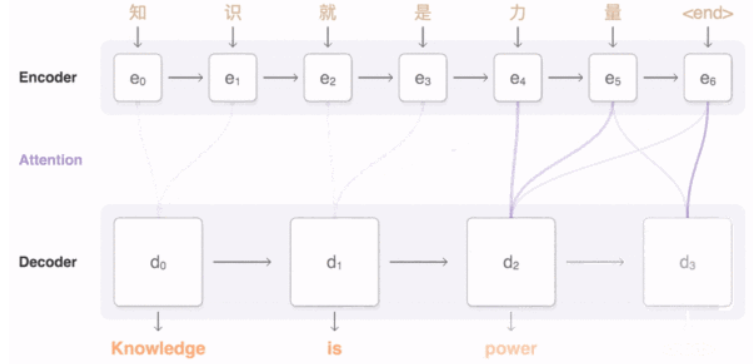 知 识 就 是 力 量 <end>
Encoder e₀ e₁ e₂ e₃ e₄ e₅ e₆
Attention
Decoder d₀ d₁ d₂ d₃
Knowledge is power